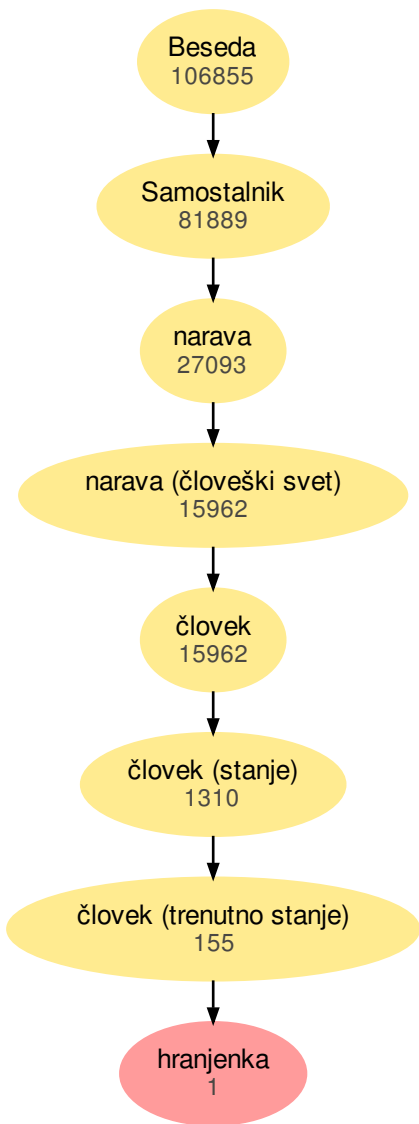 Beseda
106855
Samostalnik
81889
narava
27093
narava (človeški svet)
15962
človek
15962
človek (stanje)
1310
človek (trenutno stanje)
155
hranjenka
1